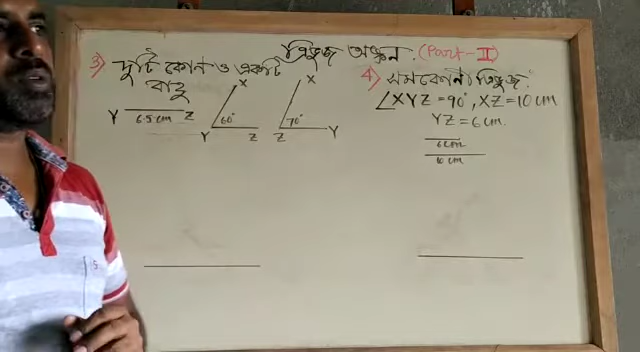 ত্রিভুজ অঙ্কন. (Part-II)
3) দুটি কোন ও একটি বাহু
Y 6.5 cm Z
X 60° Y Z
X 70° Z Y
4) সমকোনী ত্রিভুজ:
∠XYZ = 90°, XZ = 10 cm
YZ = 6 cm.
6 cm
10 cm